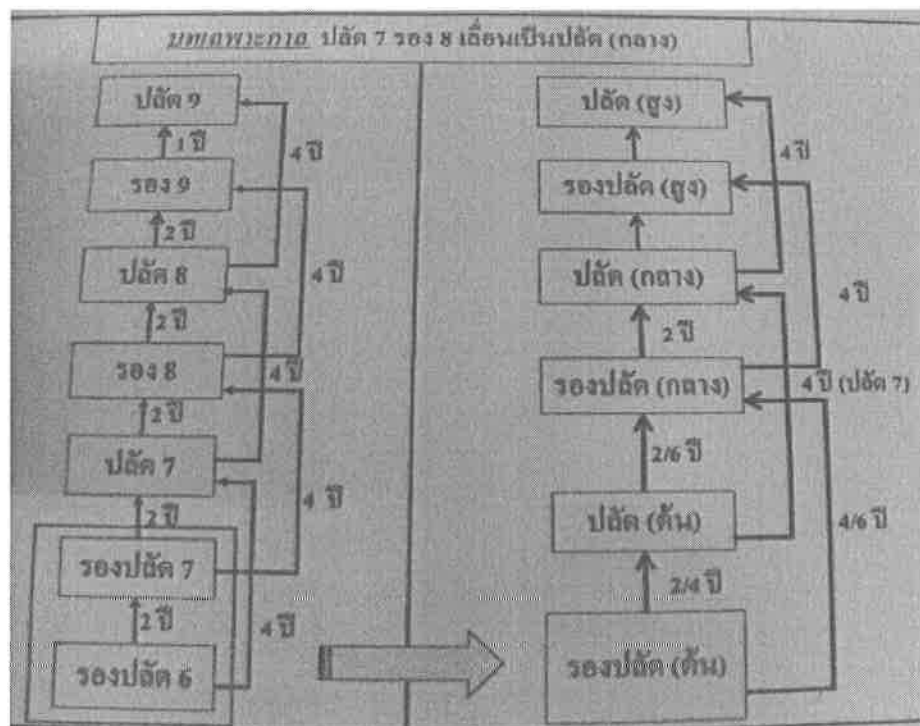 บทเฉพาะกาล ปลัด 7 รอง 8 เลื่อนเป็นปลัด (กลาง)
ปลัด 9
1 ปี
4 ปี
รอง 9
2 ปี
ปลัด 8
4 ปี
2 ปี
รอง 8
4 ปี
2 ปี
ปลัด 7
4 ปี
2 ปี
รองปลัด 7
2 ปี
4 ปี
รองปลัด 6
ปลัด (สูง)
4 ปี
รองปลัด (สูง)
ปลัด (กลาง)
4 ปี
2 ปี
รองปลัด (กลาง)
4 ปี (ปลัด 7)
2/6 ปี
ปลัด (ต้น)
4/6 ปี
2/4 ปี
รองปลัด (ต้น)